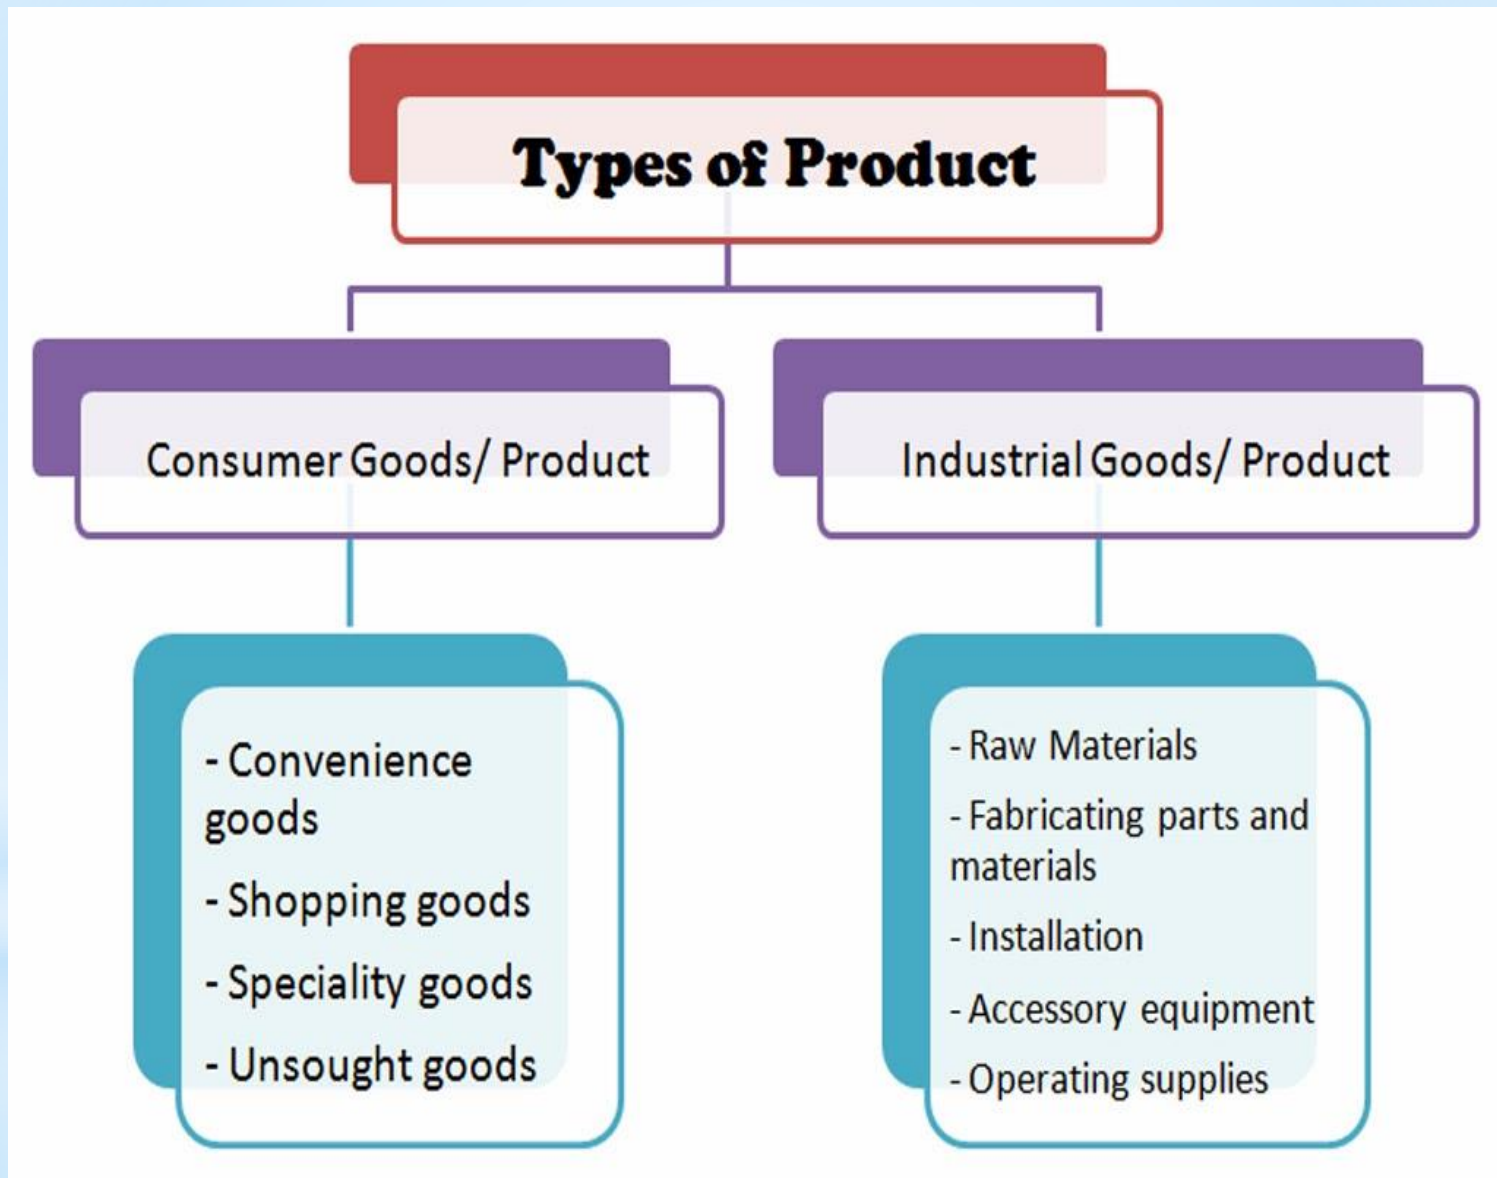 Types of Product
Consumer Goods/ Product
Industrial Goods/ Product
- Convenience
goods
- Shopping goods
- Speciality goods
- Unsought goods
- Raw Materials
- Fabricating parts and
materials
- Installation
- Accessory equipment
- Operating supplies